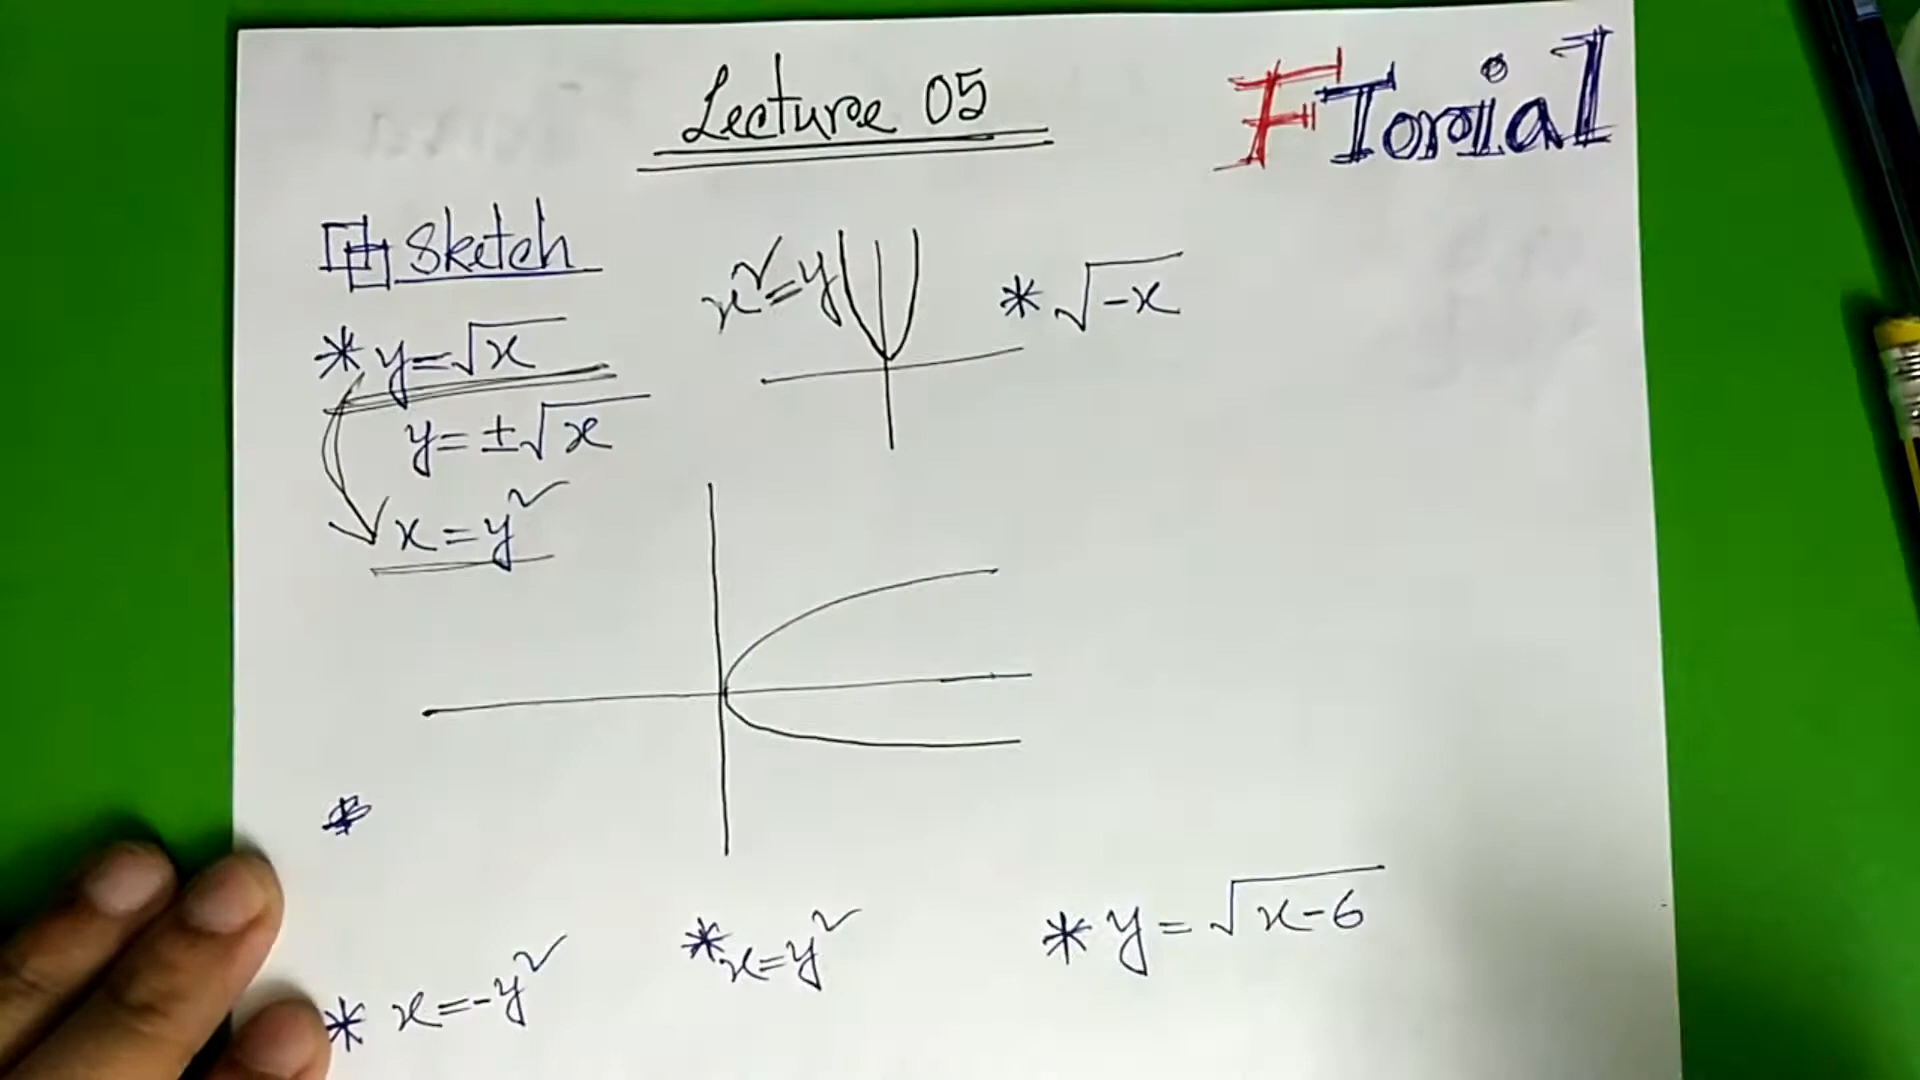 Lecture 05
FTorial
Sketch
* y=√x
y=±√x
x=y²
x²=y
* √-x
* x=-y²
* x=y²
* y=√x-6